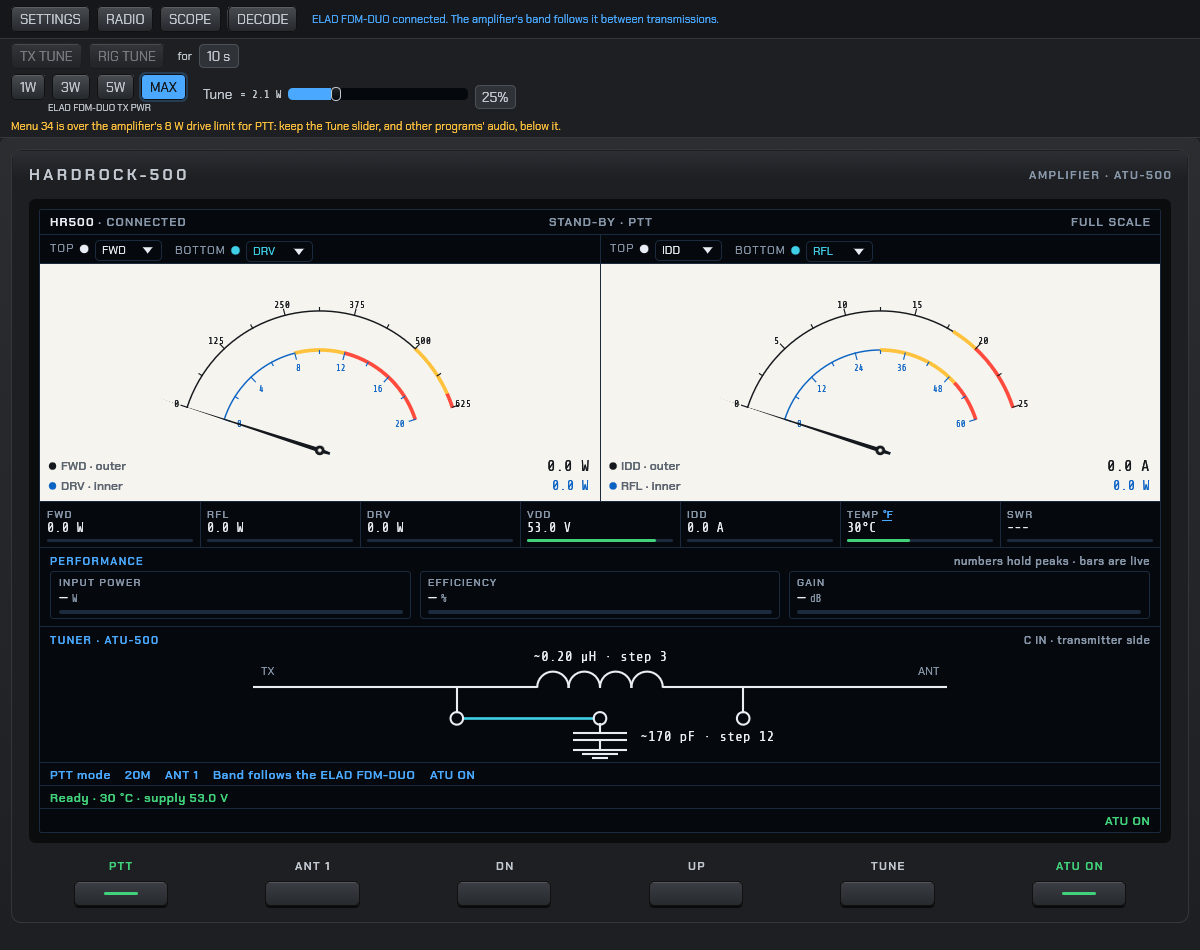 SETTINGS RADIO SCOPE DECODE ELAD FDM-DUO connected. The amplifier's band follows it between transmissions.
TX TUNE RIG TUNE for 10 s
1W 3W 5W MAX Tune = 2.1 W 25%
ELAD FDM-DUO TX PWR
Menu 34 is over the amplifier's 8 W drive limit for PTT: keep the Tune slider, and other programs' audio, below it.
HARDROCK-500 AMPLIFIER · ATU-500
HR500 · CONNECTED STAND-BY · PTT FULL SCALE
TOP FWD BOTTOM DRV TOP IDD BOTTOM RFL
0 125 250 375 500 625
0 4 8 12 16 20
0 5 10 15 20 25
0 12 24 36 48 60
FWD · outer 0.0 W IDD · outer 0.0 A
DRV · inner 0.0 W RFL · inner 0.0 W
FWD RFL DRV VDD IDD TEMP °F SWR
0.0 W 0.0 W 0.0 W 53.0 V 0.0 A 30°C ---
PERFORMANCE numbers hold peaks · bars are live
INPUT POWER EFFICIENCY GAIN
— W — % — dB
TUNER · ATU-500 C IN · transmitter side
~0.20 µH · step 3
TX ANT
~170 pF · step 12
PTT mode 20M ANT 1 Band follows the ELAD FDM-DUO ATU ON
Ready · 30 °C · supply 53.0 V
ATU ON
PTT ANT 1 DN UP TUNE ATU ON